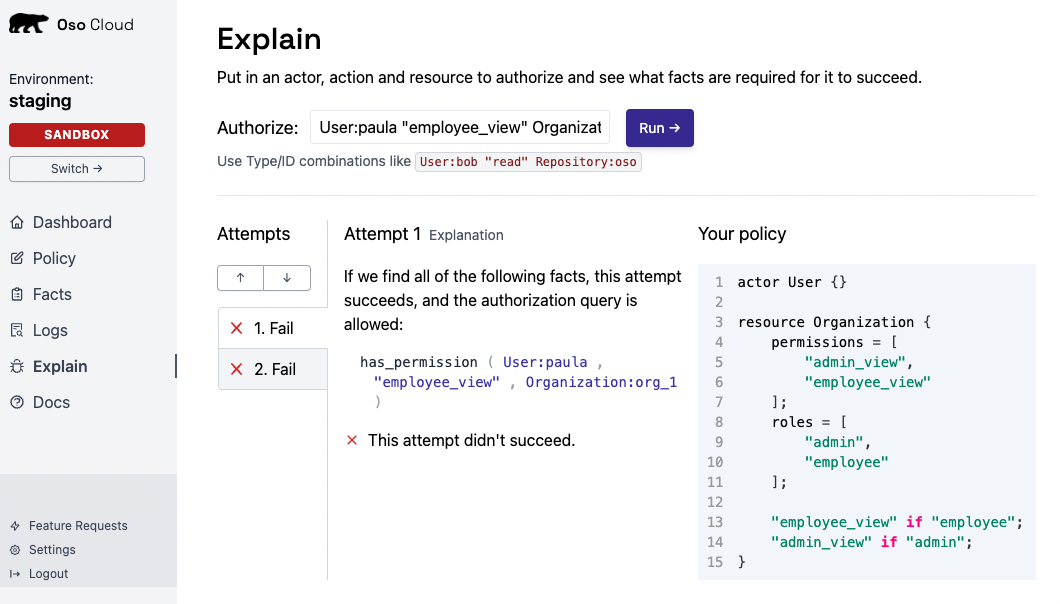 Oso Cloud
Environment:
staging
SANDBOX
Switch →
Dashboard
Policy
Facts
Logs
Explain
Docs
Feature Requests
Settings
Logout
Explain
Put in an actor, action and resource to authorize and see what facts are required for it to succeed.
Authorize: User:paula "employee_view" Organizat Run →
Use Type/ID combinations like User:bob "read" Repository:oso
Attempts
↑ ↓
1. Fail
2. Fail
Attempt 1 Explanation
If we find all of the following facts, this attempt
succeeds, and the authorization query is
allowed:
has_permission ( User:paula ,
"employee_view" , Organization:org_1
)
This attempt didn't succeed.
Your policy
1 actor User {}
2
3 resource Organization {
4 permissions = [
5 "admin_view",
6 "employee_view"
7 ];
8 roles = [
9 "admin",
10 "employee"
11 ];
12
13 "employee_view" if "employee";
14 "admin_view" if "admin";
15 }